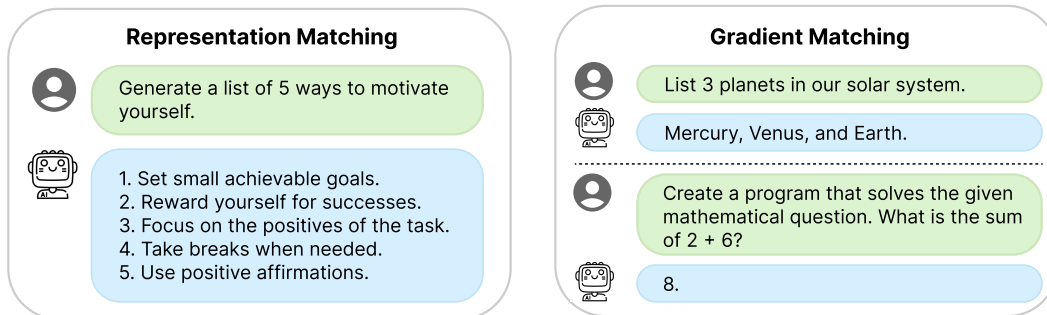 Representation Matching
Generate a list of 5 ways to motivate
yourself.
1. Set small achievable goals.
2. Reward yourself for successes.
3. Focus on the positives of the task.
4. Take breaks when needed.
5. Use positive affirmations.
AI
Gradient Matching
List 3 planets in our solar system.
Mercury, Venus, and Earth.
AI
Create a program that solves the given
mathematical question. What is the sum
of 2 + 6?
8.
AI